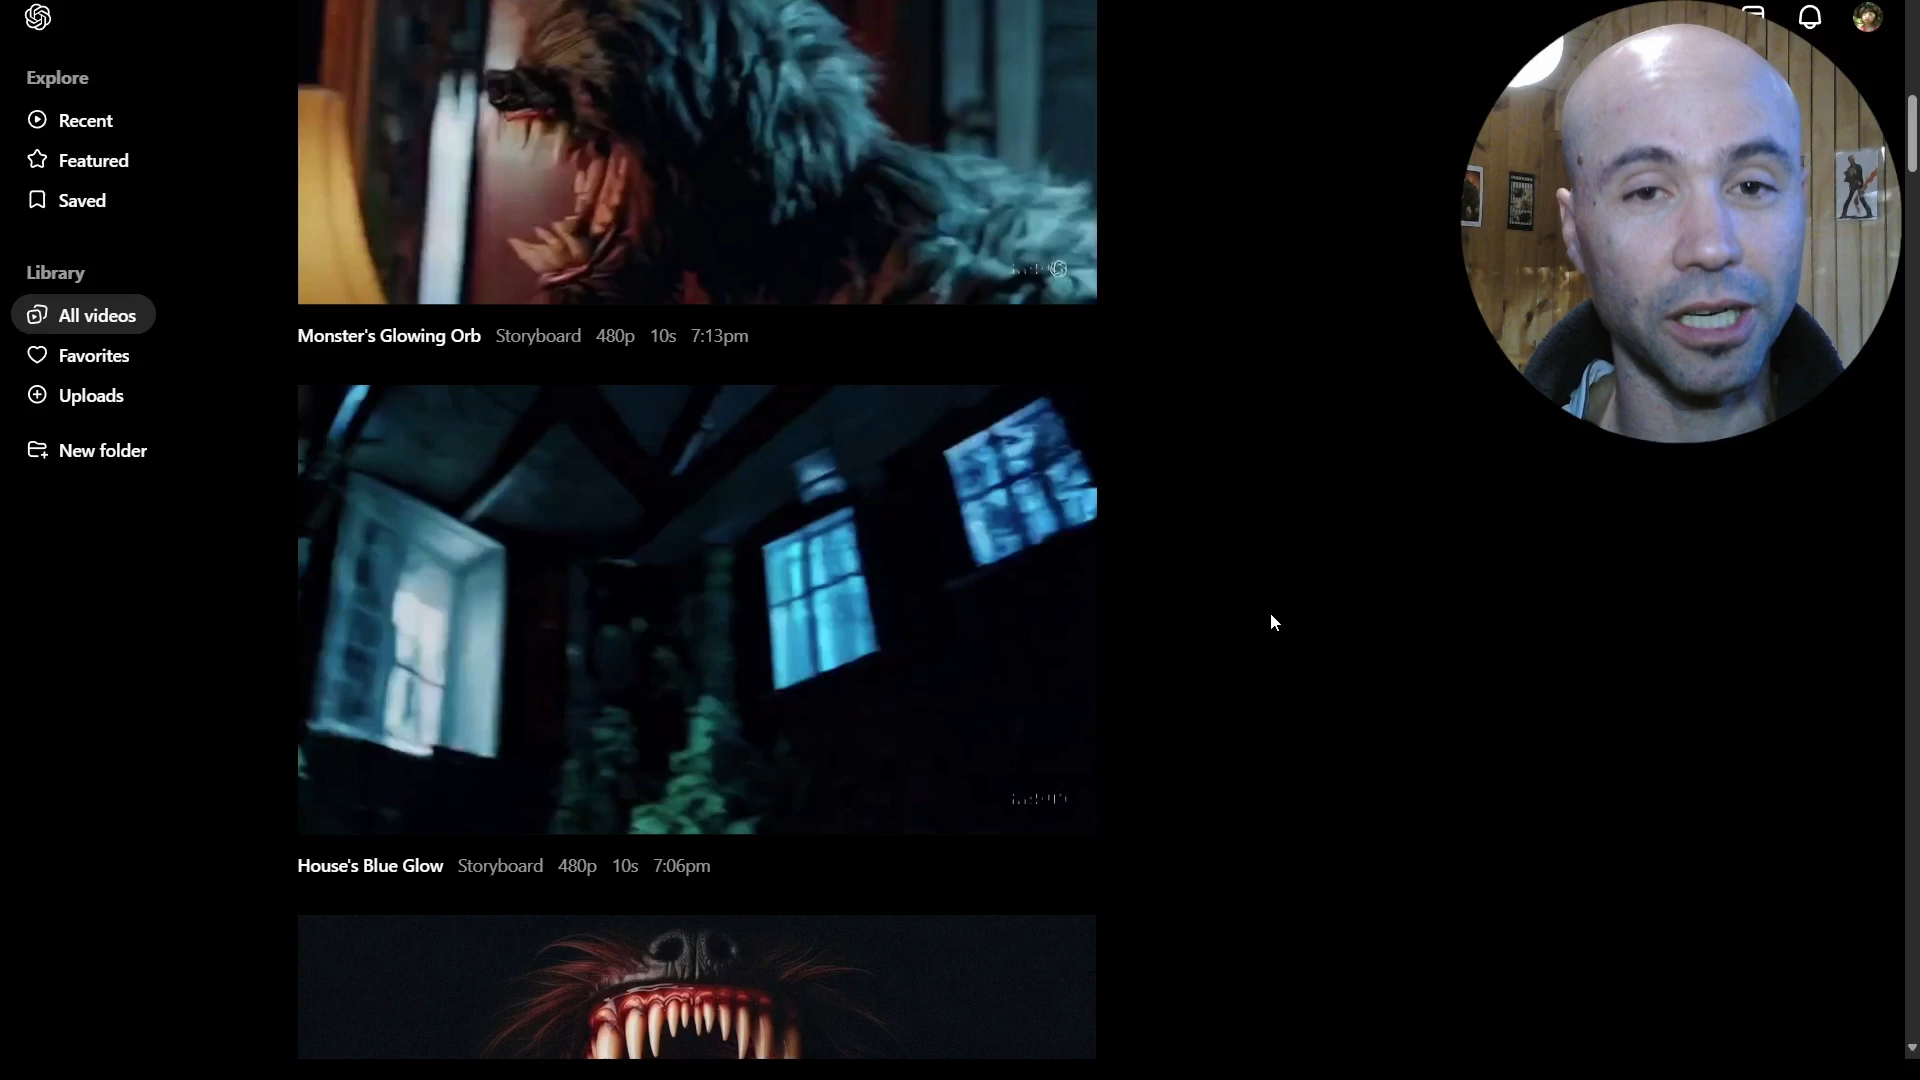 Explore
Recent
Featured
Saved
Library
All videos
Favorites
Uploads
New folder
Monster's Glowing Orb Storyboard 480p 10s 7:13pm
House's Blue Glow Storyboard 480p 10s 7:06pm